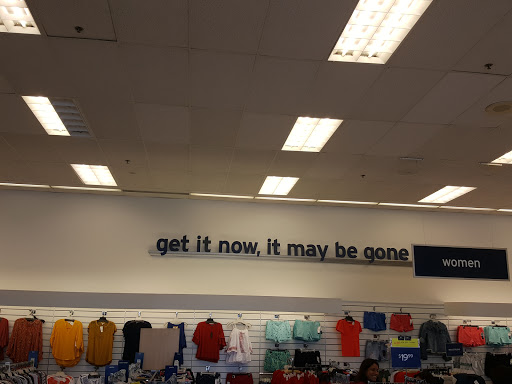 get it now, it may be gone
women
$19.99